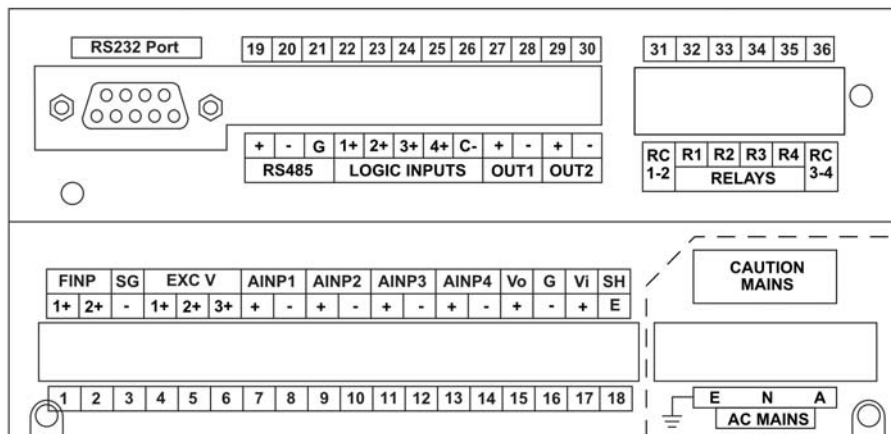 RS232 Port
19 20 21 22 23 24 25 26 27 28 29 30
31 32 33 34 35 36
+ - G 1+ 2+ 3+ 4+ C- + - + -
RS485 LOGIC INPUTS OUT1 OUT2
RC R1 R2 R3 R4 RC
1-2 RELAYS 3-4
CAUTION
MAINS
FINP SG EXC V AINP1 AINP2 AINP3 AINP4 Vo G Vi SH
1+ 2+ - 1+ 2+ 3+ + - + - + - + - + - + E
1 2 3 4 5 6 7 8 9 10 11 12 13 14 15 16 17 18
E N A
AC MAINS